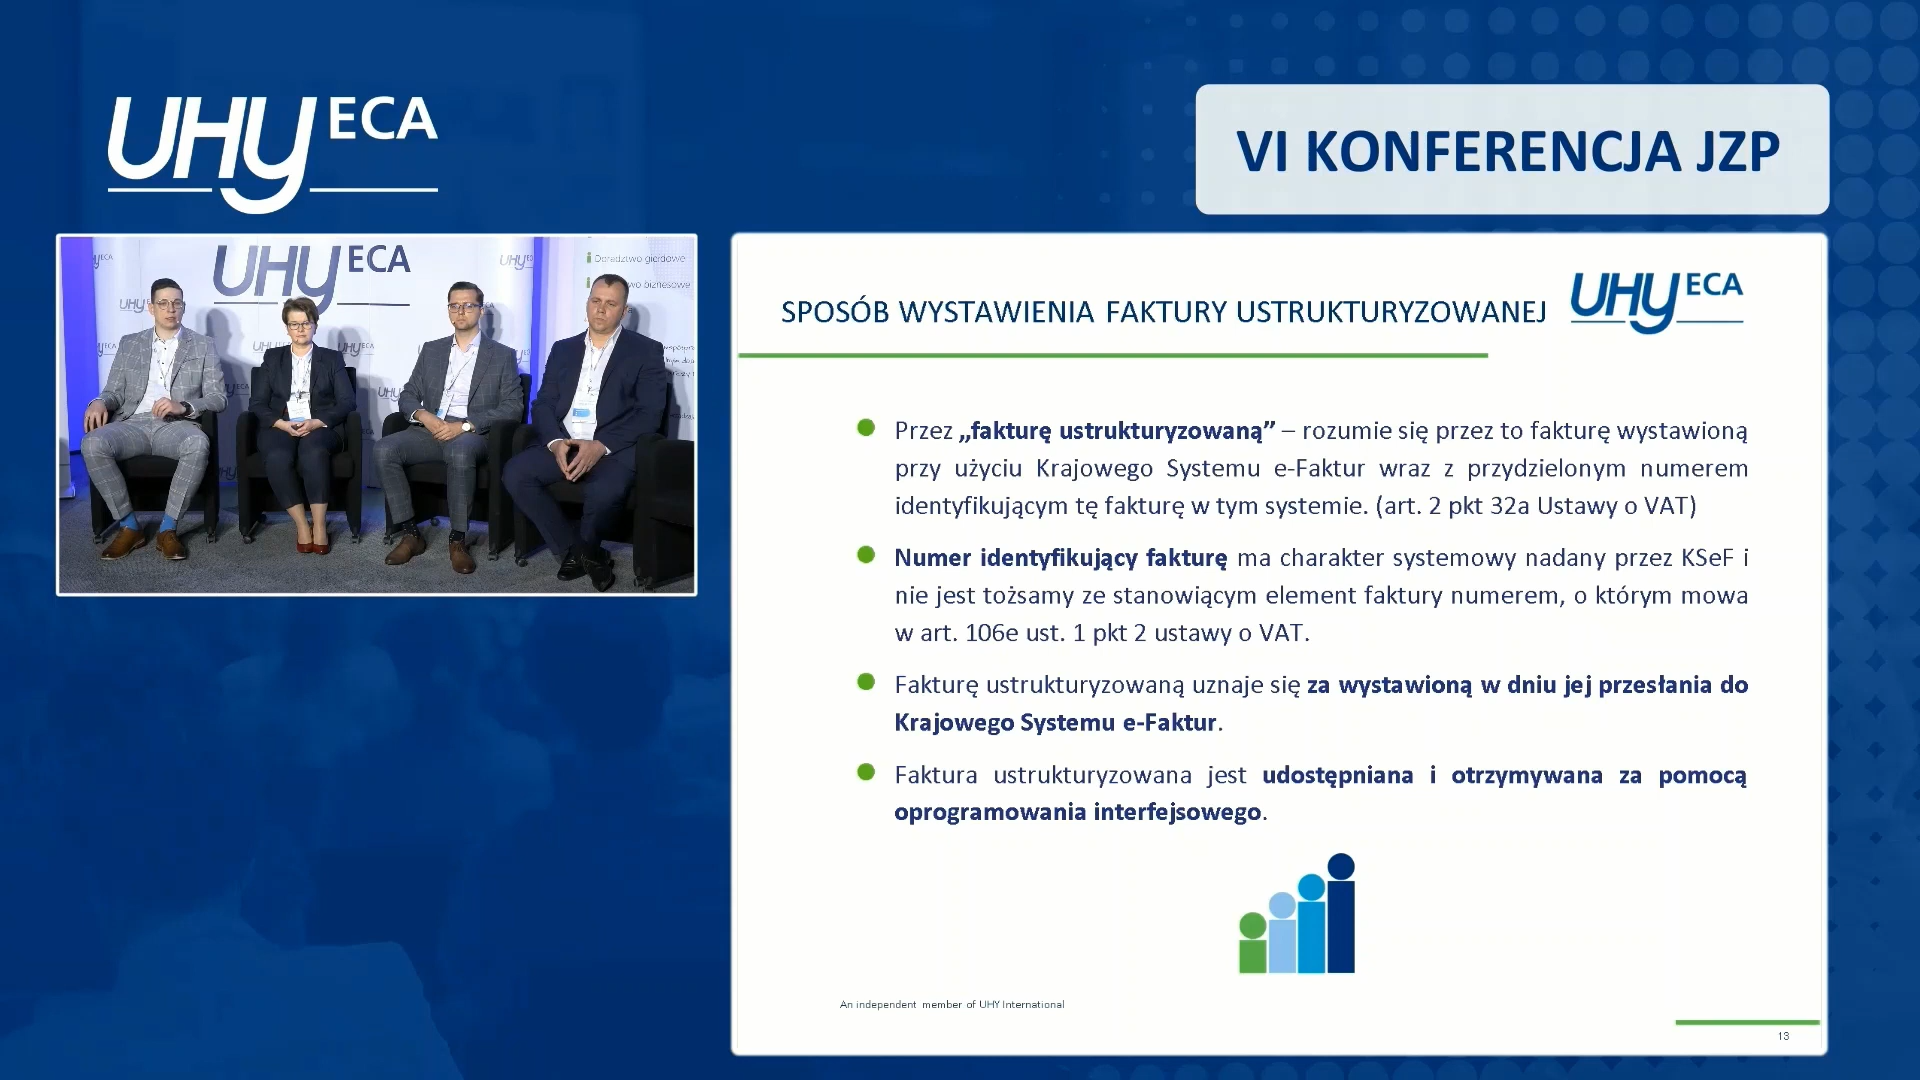 UHY ECA
VI KONFERENCJA JZP
UHY ECA
Doradztwo giełdowe
wo biznesowe
SPOSÓB WYSTAWIENIA FAKTURY USTRUKTURYZOWANEJ
UHY ECA
Przez „fakturę ustrukturyzowaną” – rozumie się przez to fakturę wystawioną
przy użyciu Krajowego Systemu e-Faktur wraz z przydzielonym numerem
identyfikującym tę fakturę w tym systemie. (art. 2 pkt 32a Ustawy o VAT)
Numer identyfikujący fakturę ma charakter systemowy nadany przez KSeF i
nie jest tożsamy ze stanowiącym element faktury numerem, o którym mowa
w art. 106e ust. 1 pkt 2 ustawy o VAT.
Fakturę ustrukturyzowaną uznaje się za wystawioną w dniu jej przesłania do
Krajowego Systemu e-Faktur.
Faktura ustrukturyzowana jest udostępniana i otrzymywana za pomocą
oprogramowania interfejsowego.
An independent member of UHY International
13